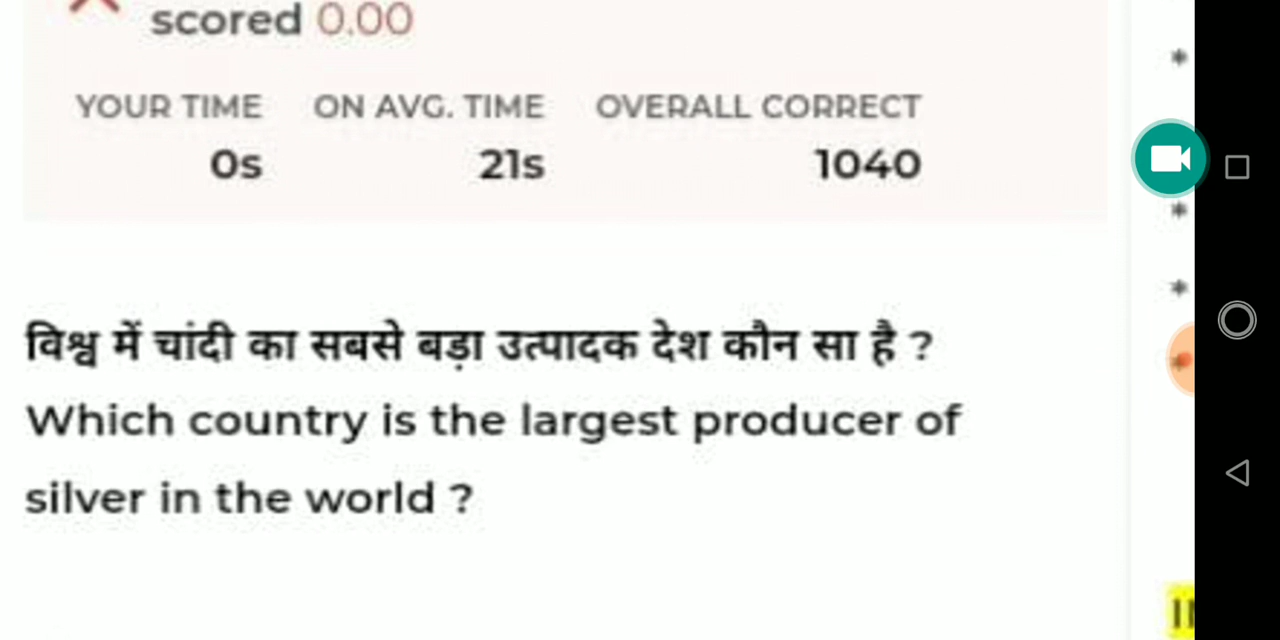 scored 0.00
YOUR TIME ON AVG. TIME OVERALL CORRECT
0s 21s 1040
*
*
*
विश्व में चांदी का सबसे बड़ा उत्पादक देश कौन सा है ?
Which country is the largest producer of
silver in the world ?